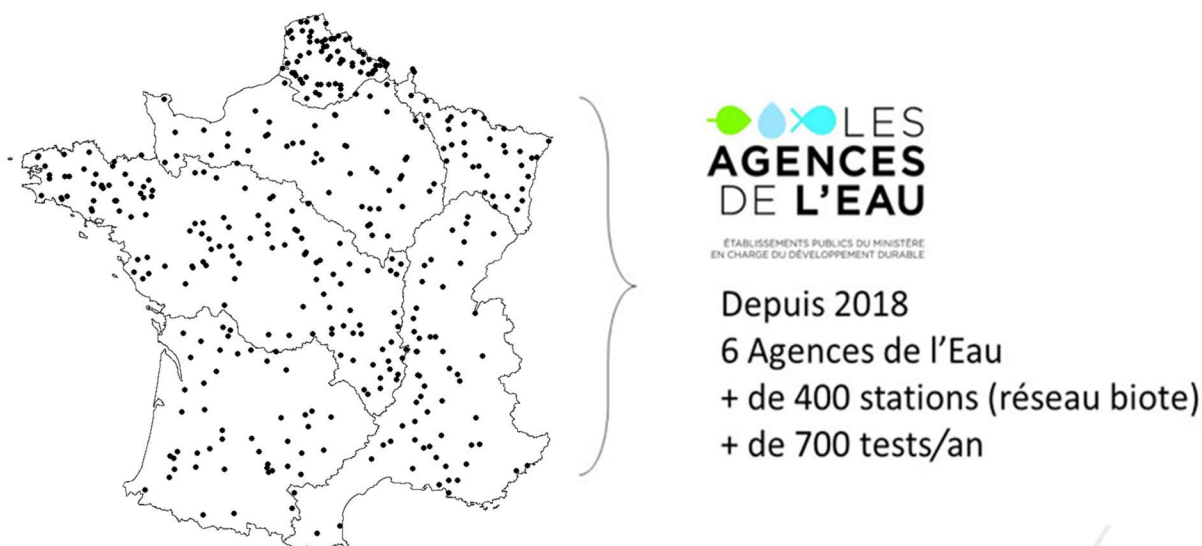 LES
AGENCES
DE L'EAU
ÉTABLISSEMENTS PUBLICS DU MINISTÈRE
EN CHARGE DU DÉVELOPPEMENT DURABLE
Depuis 2018
6 Agences de l'Eau
+ de 400 stations (réseau biote)
+ de 700 tests/an